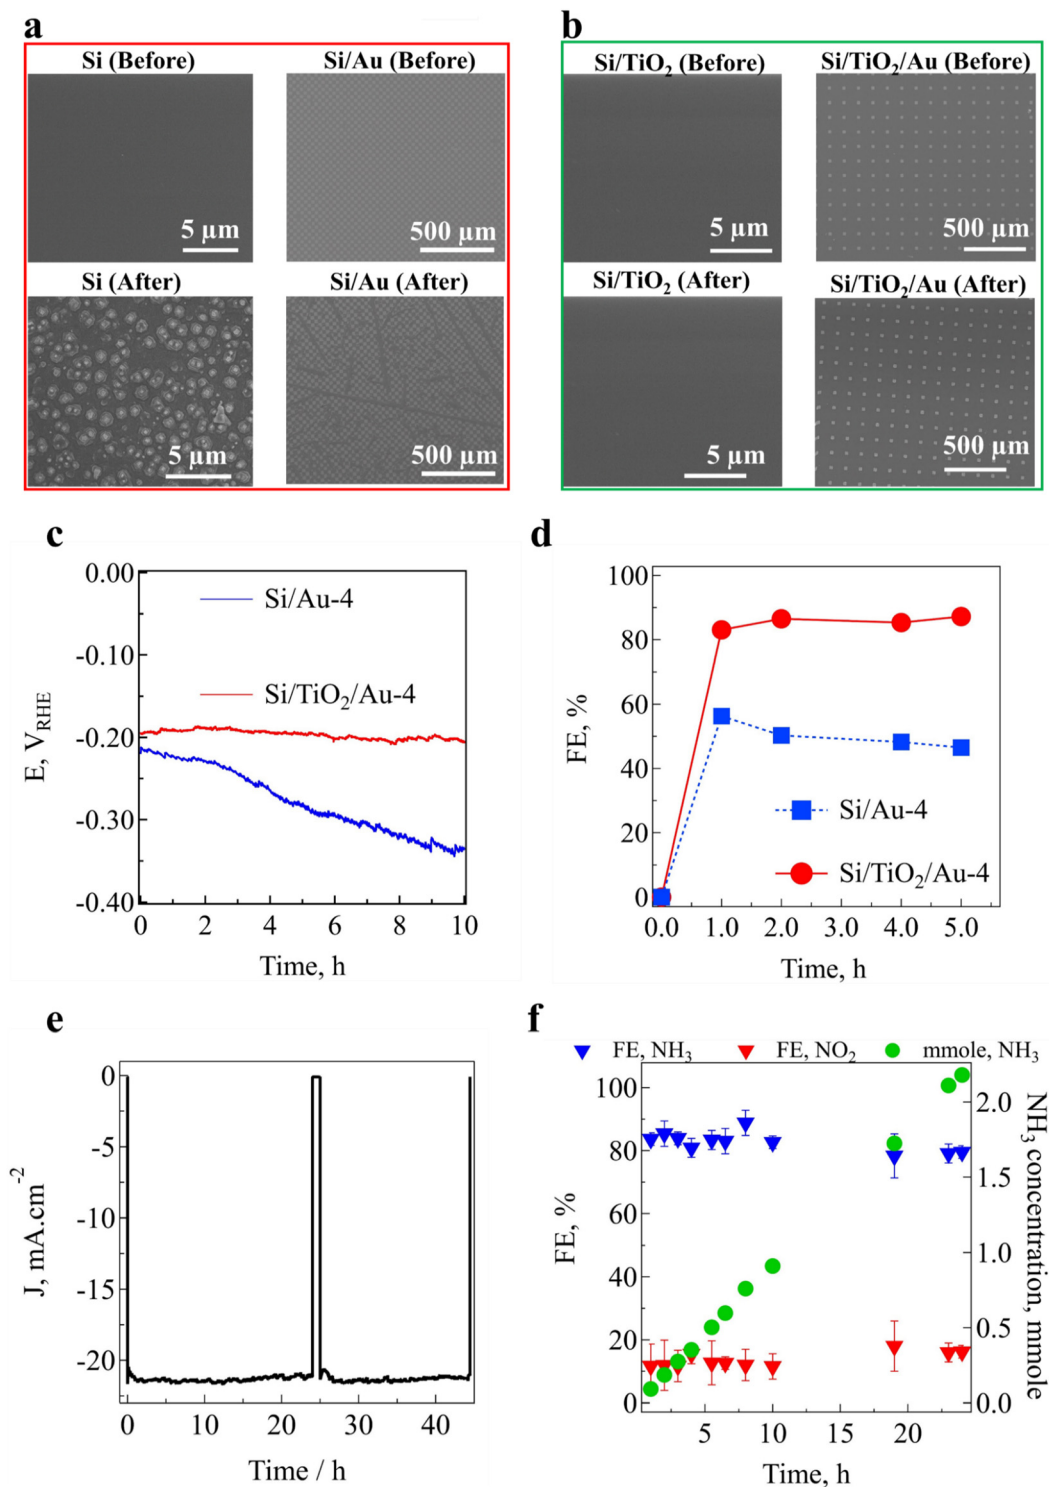 a
b
Si (Before)
Si/Au (Before)
Si/TiO₂ (Before)
Si/TiO₂/Au (Before)
5 µm
500 µm
5 µm
500 µm
Si (After)
Si/Au (After)
Si/TiO₂ (After)
Si/TiO₂/Au (After)
5 µm
500 µm
5 µm
500 µm
c
0.00
-0.10
-0.20
-0.30
-0.40
E, V_RHE
Si/Au-4
Si/TiO₂/Au-4
0 2 4 6 8 10
Time, h
d
100
80
60
40
20
0
FE, %
Si/Au-4
Si/TiO₂/Au-4
0.0 1.0 2.0 3.0 4.0 5.0
Time, h
e
0
-5
-10
-15
-20
J, mA.cm⁻²
0 10 20 30 40
Time / h
f
FE, NH₃ FE, NO₂ mmole, NH₃
100
80
60
40
20
0
FE, %
2.0
1.5
1.0
0.5
0.0
NH₃ concentration, mmole
5 10 15 20
Time, h